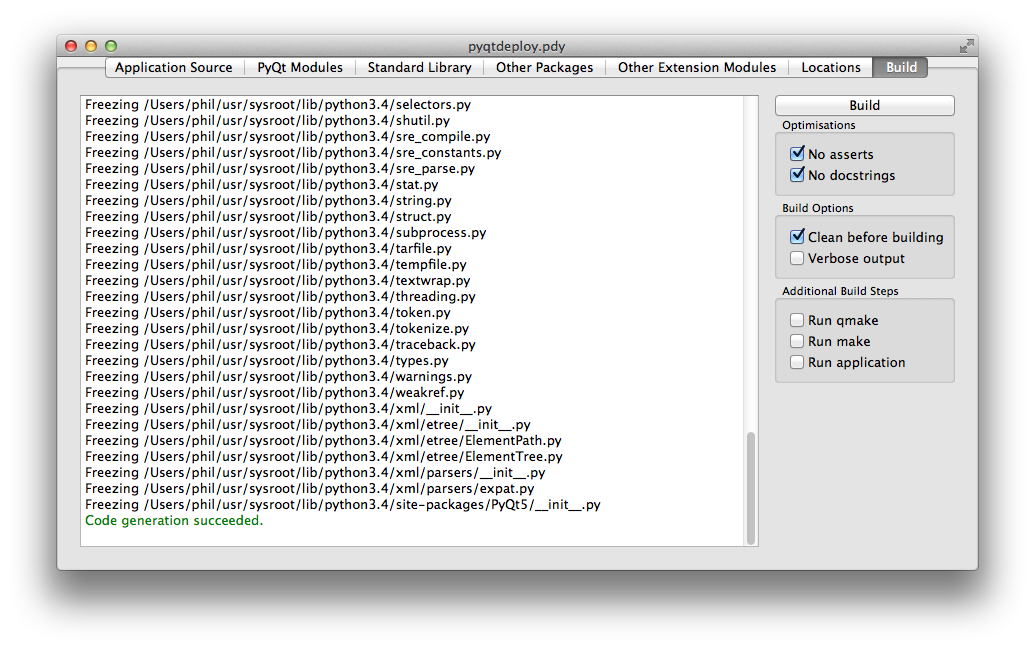 pyqtdeploy.pdy
Application Source PyQt Modules Standard Library Other Packages Other Extension Modules Locations Build
Freezing /Users/phil/usr/sysroot/lib/python3.4/selectors.py
Freezing /Users/phil/usr/sysroot/lib/python3.4/shutil.py
Freezing /Users/phil/usr/sysroot/lib/python3.4/sre_compile.py
Freezing /Users/phil/usr/sysroot/lib/python3.4/sre_constants.py
Freezing /Users/phil/usr/sysroot/lib/python3.4/sre_parse.py
Freezing /Users/phil/usr/sysroot/lib/python3.4/stat.py
Freezing /Users/phil/usr/sysroot/lib/python3.4/string.py
Freezing /Users/phil/usr/sysroot/lib/python3.4/struct.py
Freezing /Users/phil/usr/sysroot/lib/python3.4/subprocess.py
Freezing /Users/phil/usr/sysroot/lib/python3.4/tarfile.py
Freezing /Users/phil/usr/sysroot/lib/python3.4/tempfile.py
Freezing /Users/phil/usr/sysroot/lib/python3.4/textwrap.py
Freezing /Users/phil/usr/sysroot/lib/python3.4/threading.py
Freezing /Users/phil/usr/sysroot/lib/python3.4/token.py
Freezing /Users/phil/usr/sysroot/lib/python3.4/tokenize.py
Freezing /Users/phil/usr/sysroot/lib/python3.4/traceback.py
Freezing /Users/phil/usr/sysroot/lib/python3.4/types.py
Freezing /Users/phil/usr/sysroot/lib/python3.4/warnings.py
Freezing /Users/phil/usr/sysroot/lib/python3.4/weakref.py
Freezing /Users/phil/usr/sysroot/lib/python3.4/xml/__init__.py
Freezing /Users/phil/usr/sysroot/lib/python3.4/xml/etree/__init__.py
Freezing /Users/phil/usr/sysroot/lib/python3.4/xml/etree/ElementPath.py
Freezing /Users/phil/usr/sysroot/lib/python3.4/xml/etree/ElementTree.py
Freezing /Users/phil/usr/sysroot/lib/python3.4/xml/parsers/__init__.py
Freezing /Users/phil/usr/sysroot/lib/python3.4/xml/parsers/expat.py
Freezing /Users/phil/usr/sysroot/lib/python3.4/site-packages/PyQt5/__init__.py
Code generation succeeded.
Build
Optimisations
No asserts
No docstrings
Build Options
Clean before building
Verbose output
Additional Build Steps
Run qmake
Run make
Run application